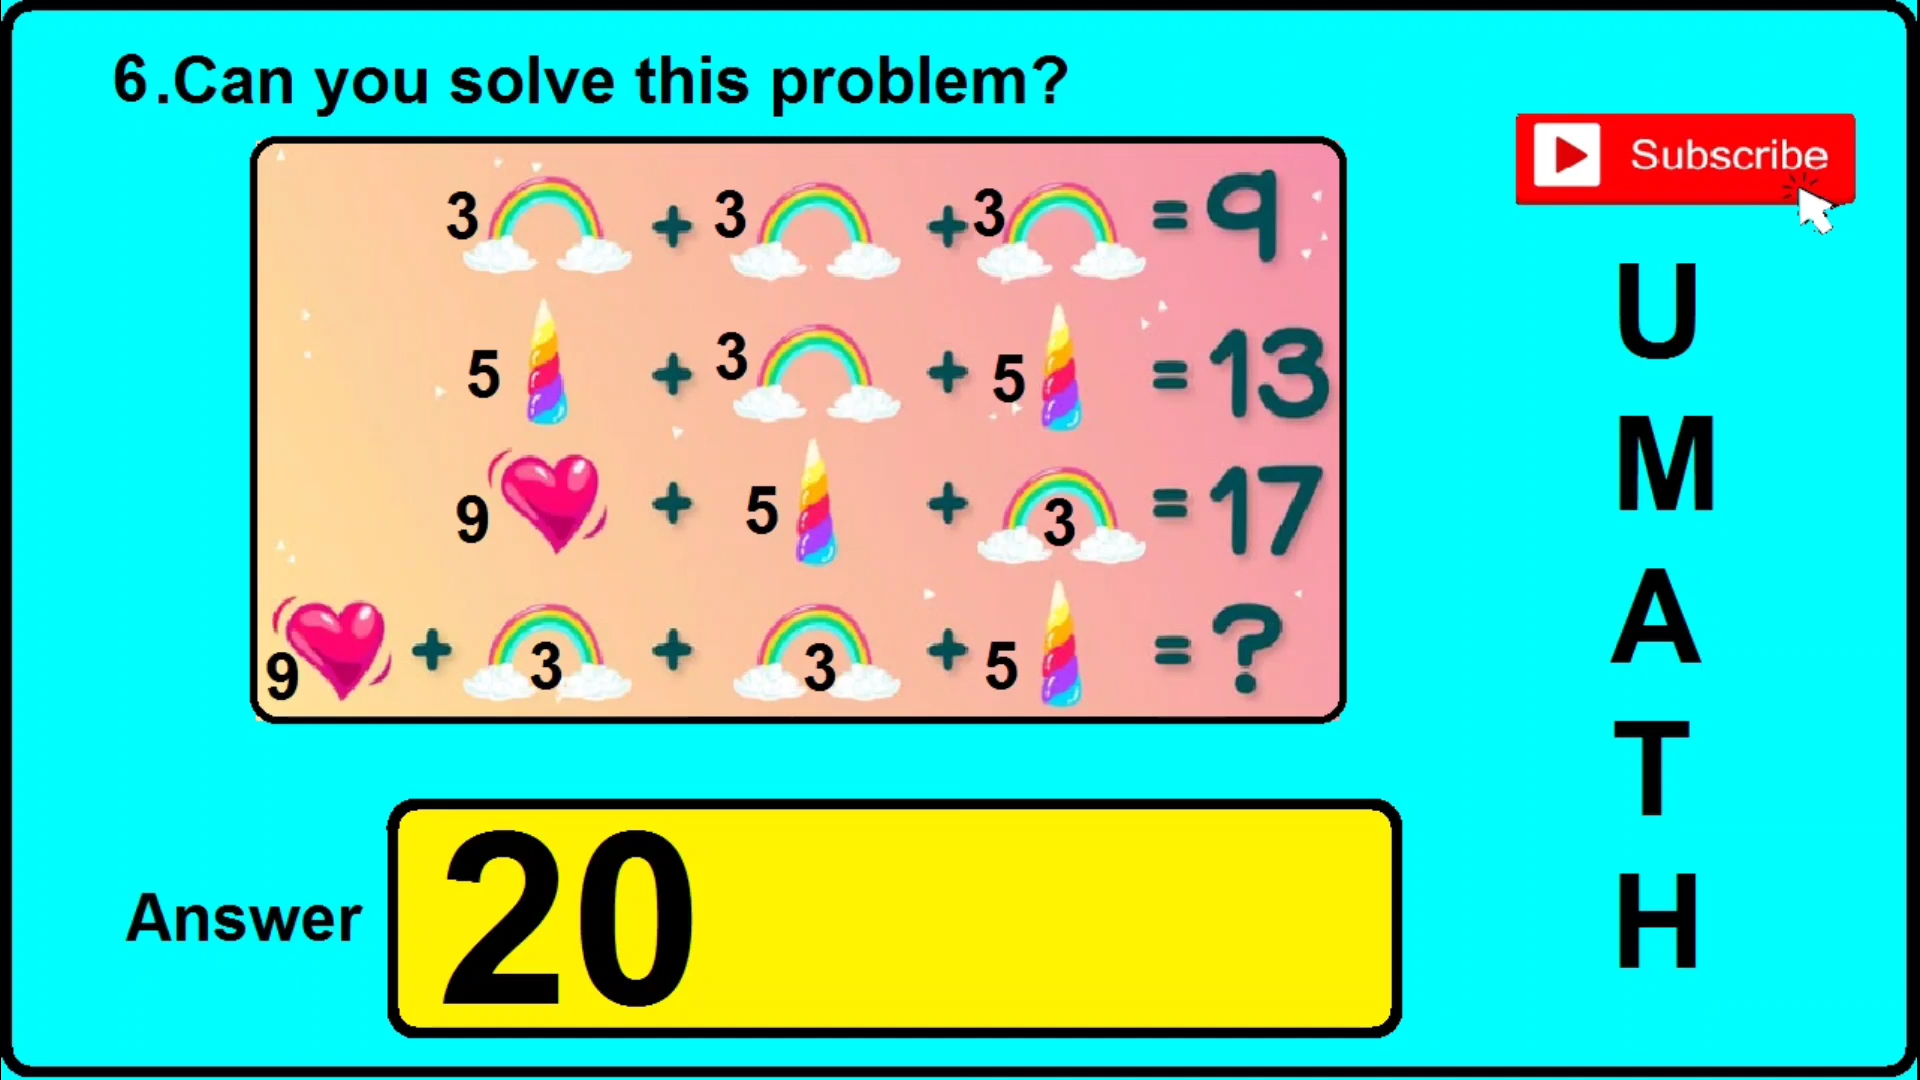 6.Can you solve this problem?
Subscribe
3 + 3 + 3 = 9
5 + 3 + 5 = 13
9 + 5 + 3 = 17
9 + 3 + 3 + 5 = ?
Answer 20
U
M
A
T
H